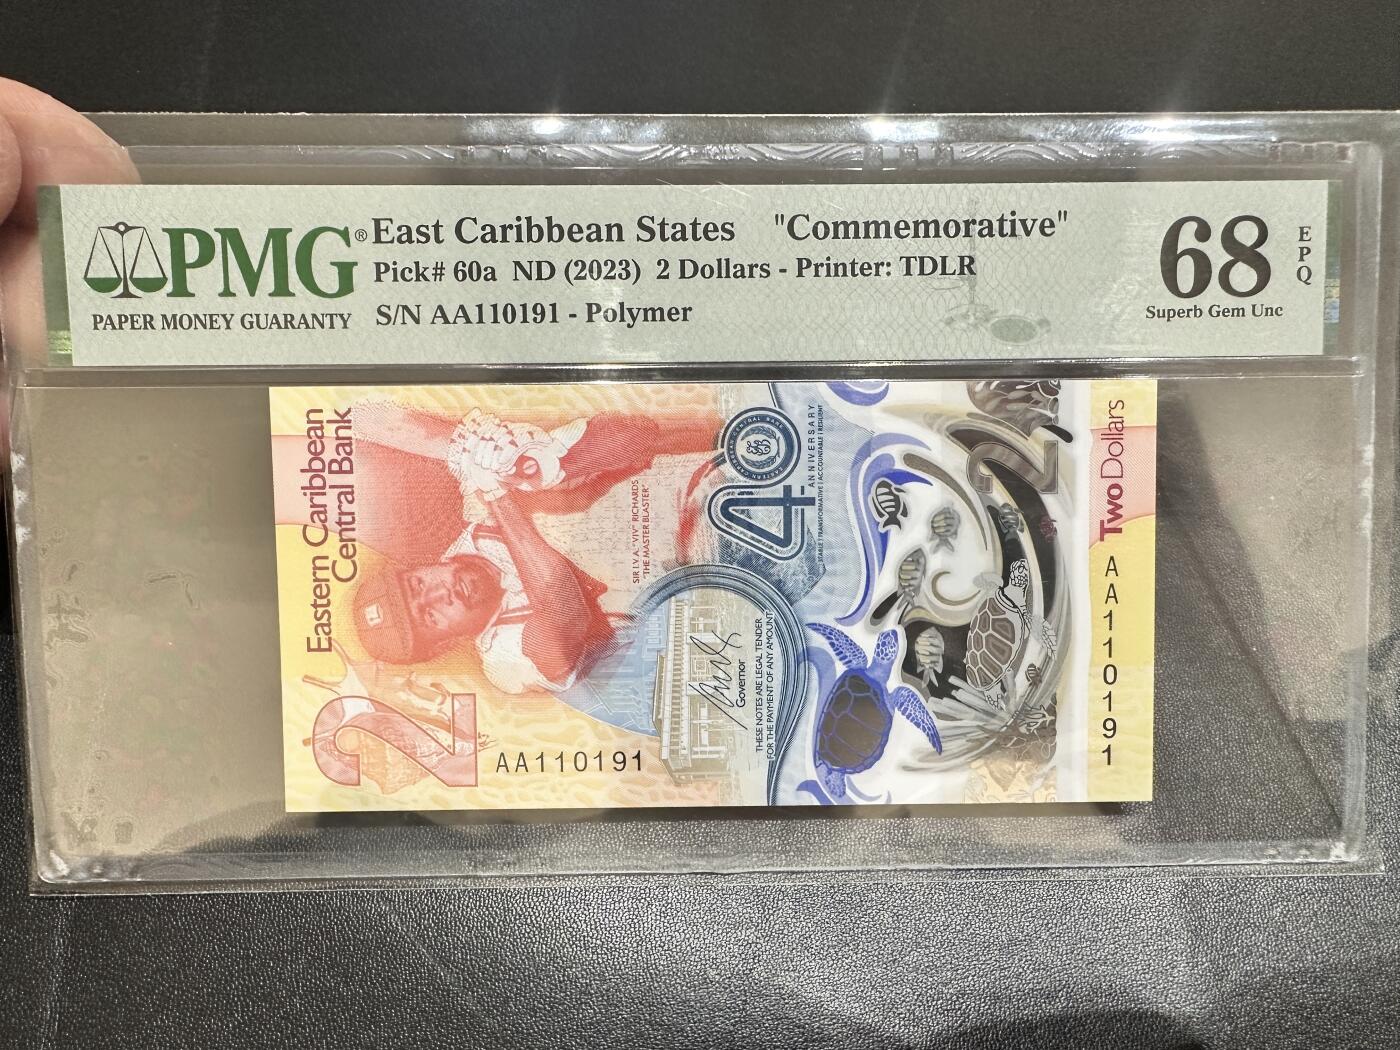 PMG®
PAPER MONEY GUARANTY
East Caribbean States "Commemorative"
Pick# 60a ND (2023) 2 Dollars - Printer: TDLR
S/N AA110191 - Polymer
68
EPQ
Superb Gem Unc
Eastern Caribbean
Central Bank
2
AA110191
SIR I.V.A. "VIV" RICHARDS
"THE MASTER BLASTER"
40
ANNIVERSARY
Governor
THESE NOTES ARE LEGAL TENDER
FOR THE PAYMENT OF ANY AMOUNT
2
Two Dollars
AA110191